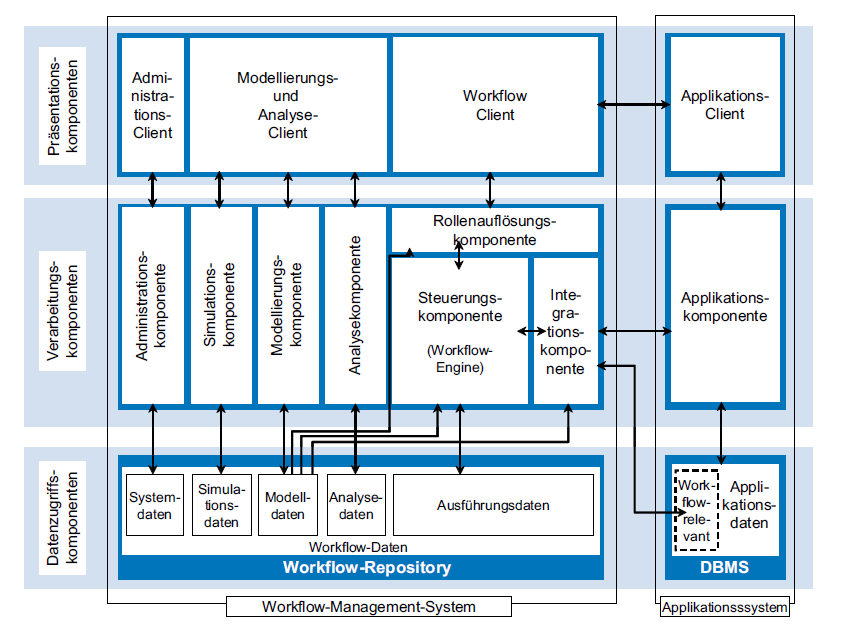 Präsentations-
komponenten
Admi-
nistra-
tions-
Client
Modellierungs-
und
Analyse-
Client
Workflow
Client
Applikations-
Client
Verarbeitungs-
komponenten
Administrations-
komponente
Simulations-
komponente
Modellierungs-
komponente
Analysekomponente
Rollenauflösungs-
komponente
Steuerungs-
komponente
(Workflow-
Engine)
Inte-
gra-
tions-
kompo-
nente
Applikations-
komponente
Datenzugriffs-
komponenten
System-
daten
Simula-
tions-
daten
Modell-
daten
Analyse-
daten
Ausführungsdaten
Workflow-Daten
Workflow-Repository
Work-
flow-
rele-
vant
Appli-
kations-
daten
DBMS
Workflow-Management-System
Applikationsssystem